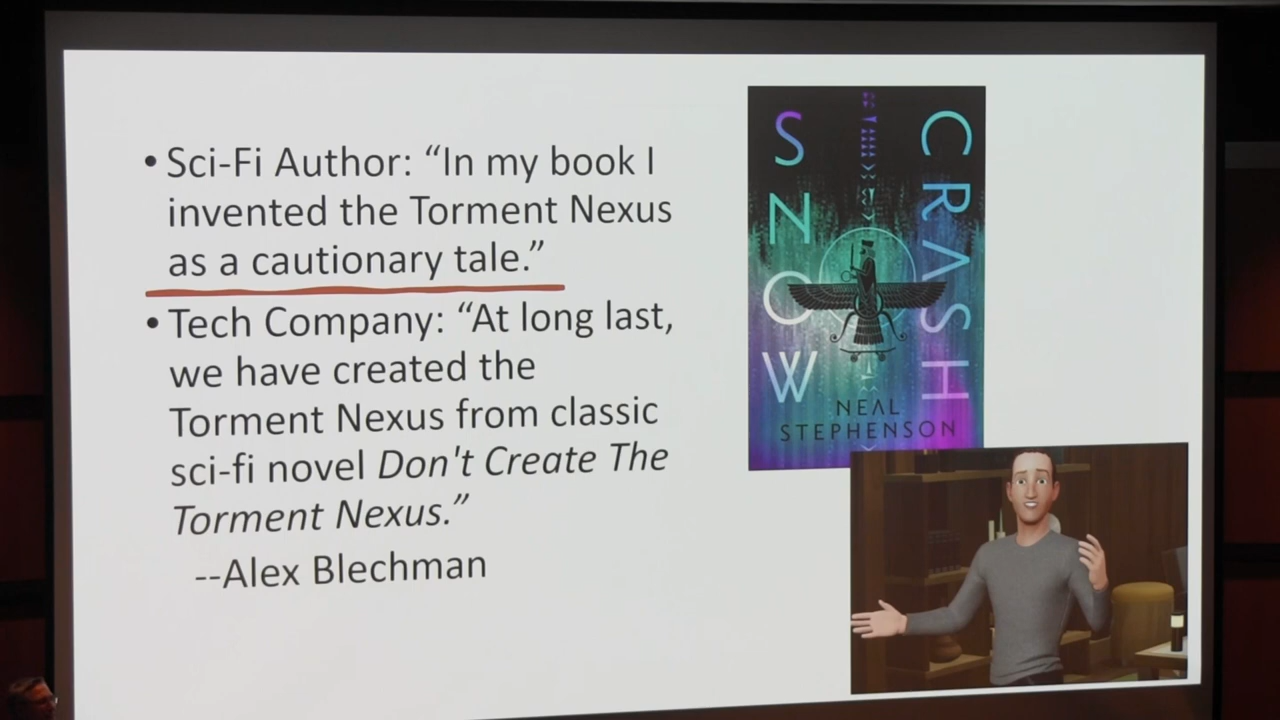 • Sci-Fi Author: “In my book I
invented the Torment Nexus
as a cautionary tale.”
• Tech Company: “At long last,
we have created the
Torment Nexus from classic
sci-fi novel Don't Create The
Torment Nexus.”
--Alex Blechman
SNOW
CRASH
NEAL
STEPHENSON